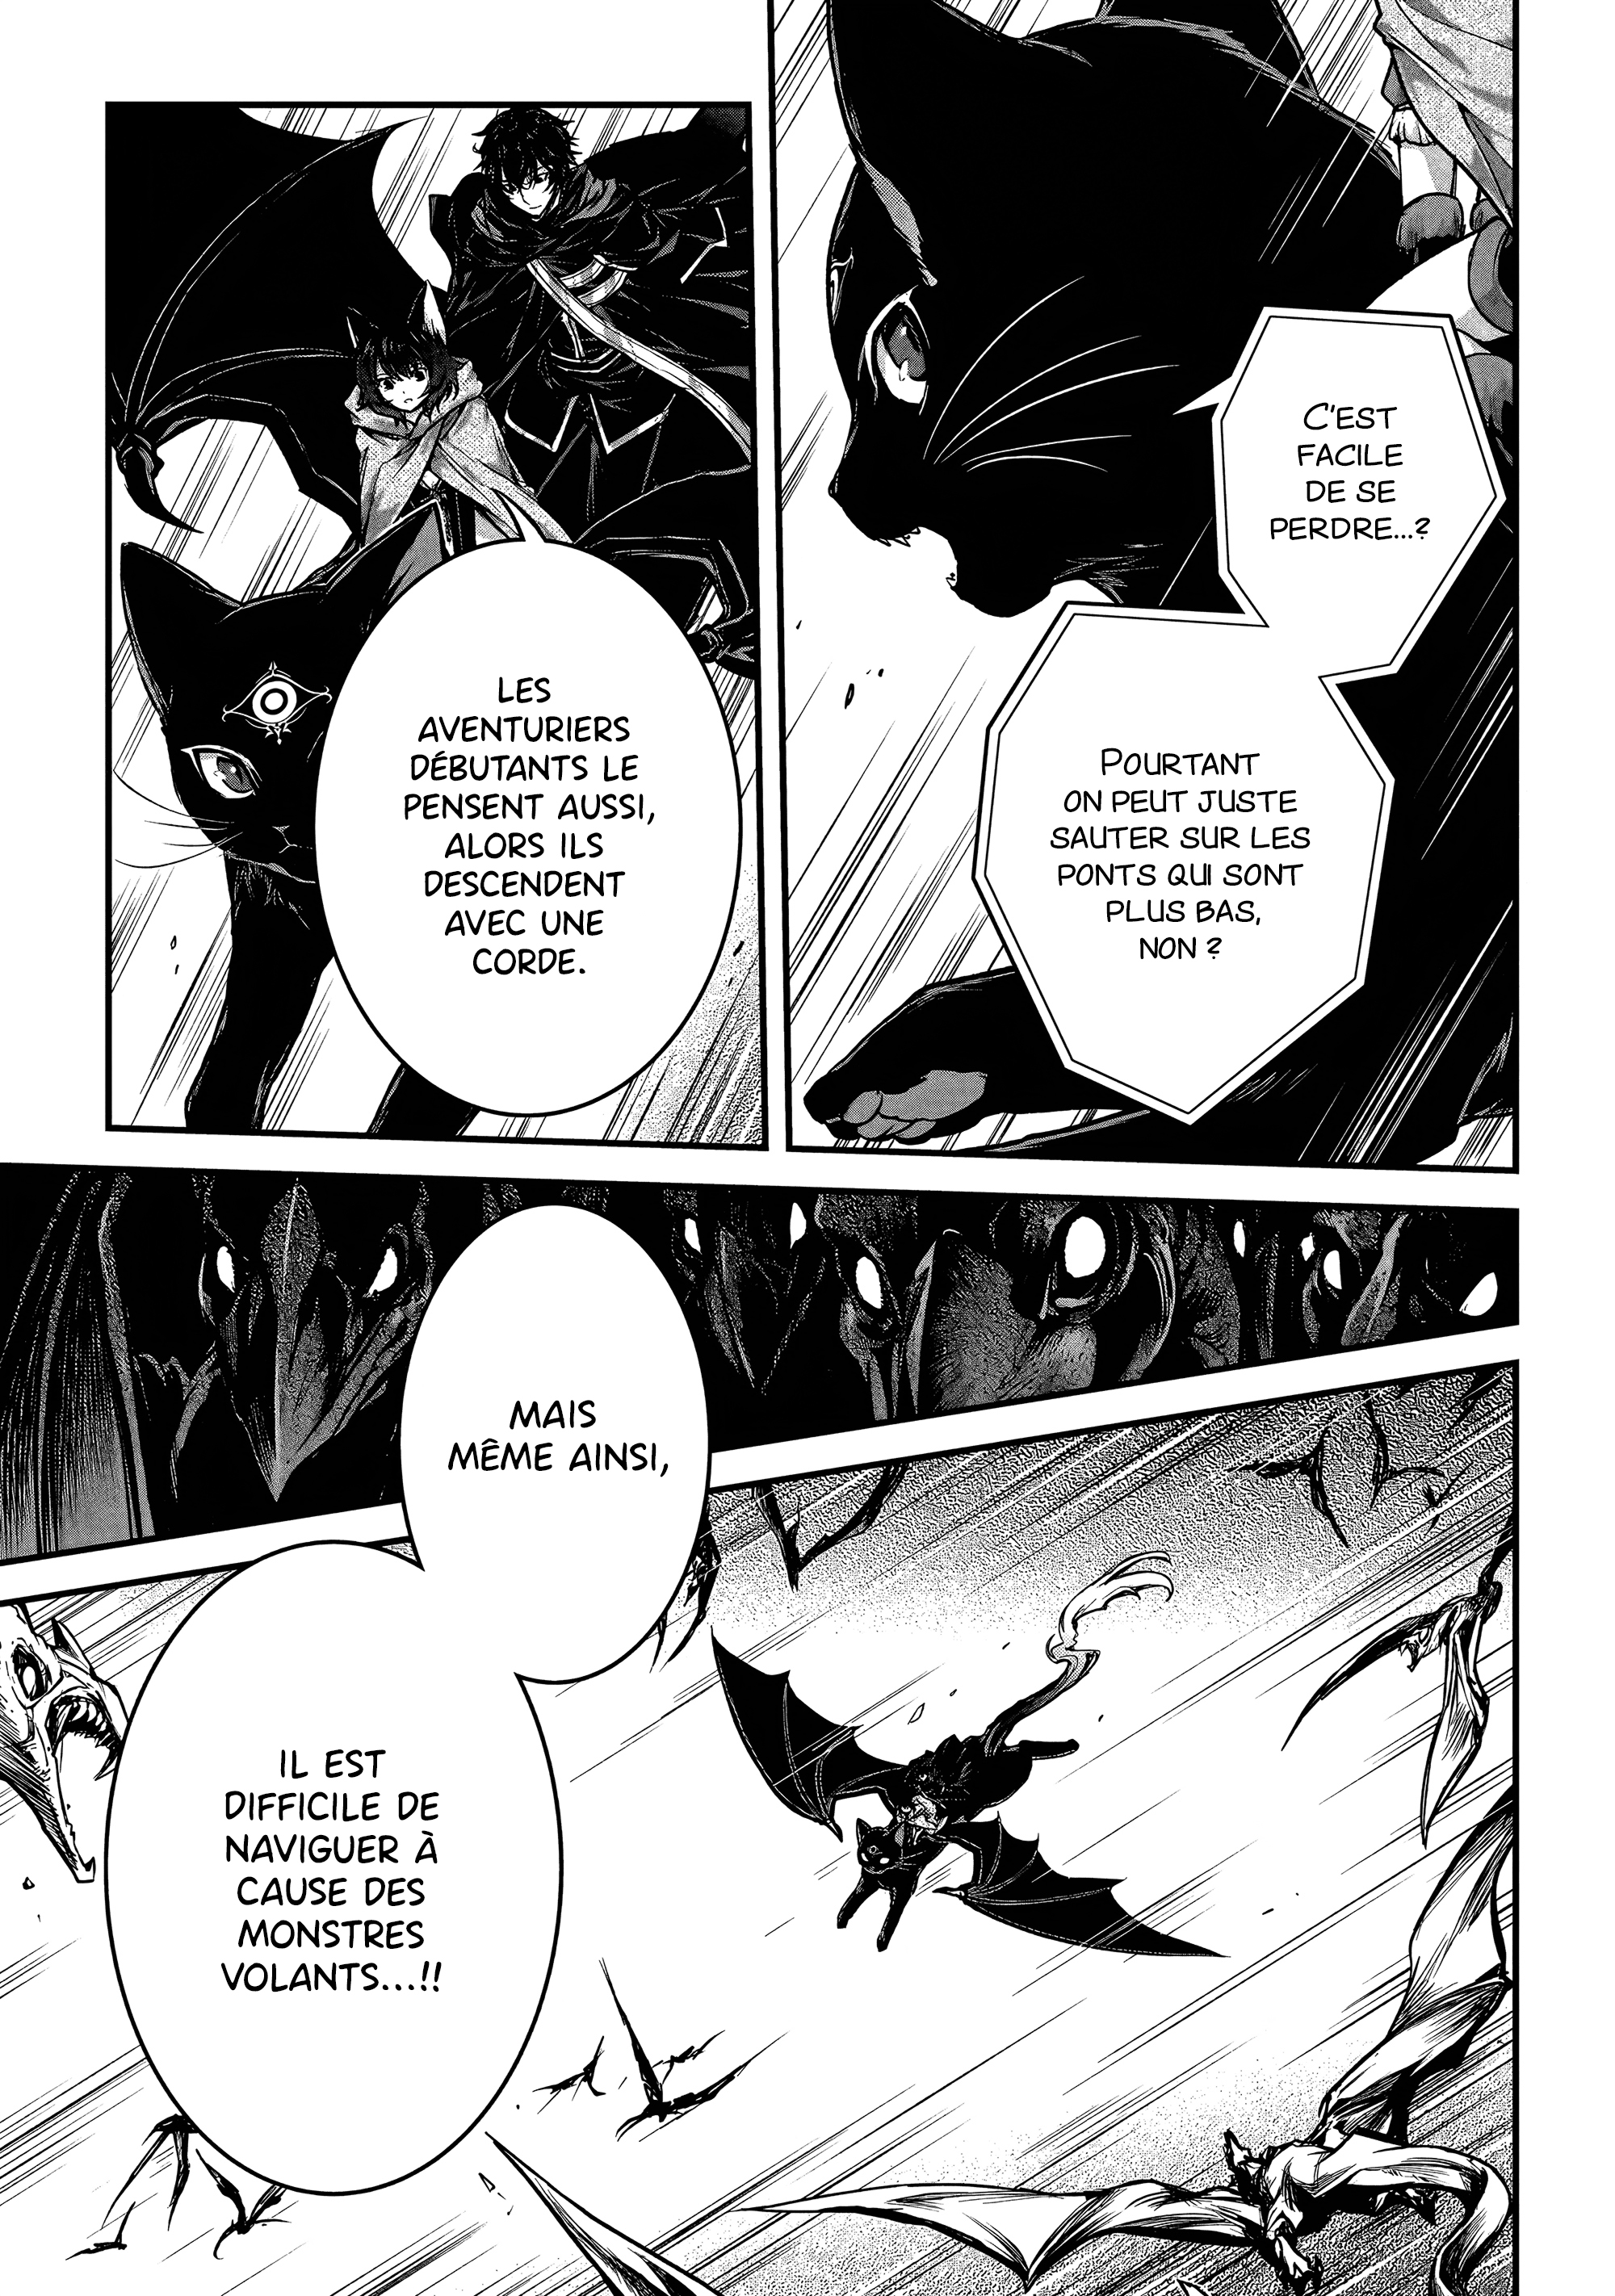 C'EST
FACILE
DE SE
PERDRE...?
POURTANT
ON PEUT JUSTE
SAUTER SUR LES
PONTS QUI SONT
PLUS BAS,
NON ?
LES
AVENTURIERS
DÉBUTANTS LE
PENSENT AUSSI,
ALORS ILS
DESCENDENT
AVEC UNE
CORDE.
MAIS
MÊME AINSI,
IL EST
DIFFICILE DE
NAVIGUER À
CAUSE DES
MONSTRES
VOLANTS...!!